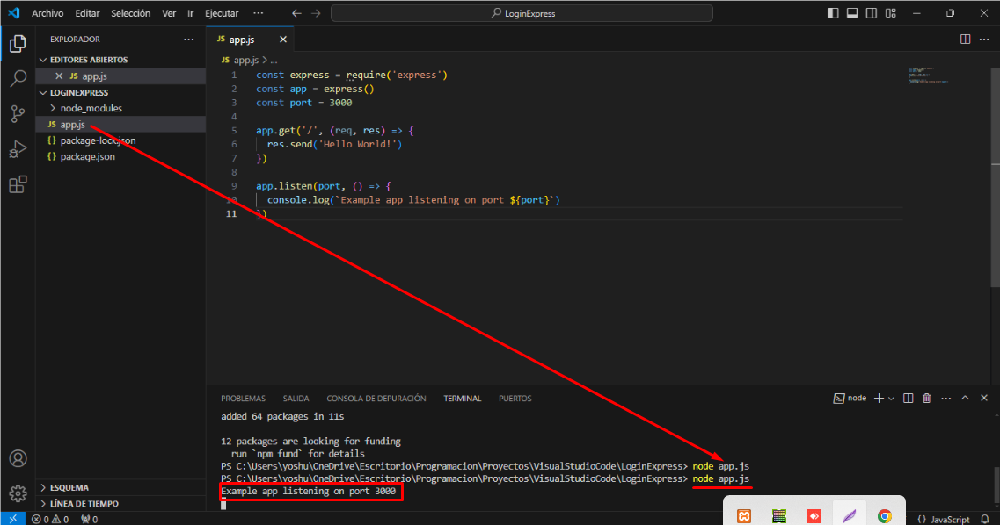 Archivo Editar Selección Ver Ir Ejecutar ··· LoginExpress
EXPLORADOR ···
EDITORES ABIERTOS
JS app.js
LOGINEXPRESS
node_modules
JS app.js
{} package-lock.json
{} package.json
ESQUEMA
LÍNEA DE TIEMPO
JS app.js
JS app.js > ...
1 const express = require('express')
2 const app = express()
3 const port = 3000
4
5 app.get('/', (req, res) => {
6 res.send('Hello World!')
7 })
8
9 app.listen(port, () => {
10 console.log(`Example app listening on port ${port}`)
11 })
PROBLEMAS SALIDA CONSOLA DE DEPURACIÓN TERMINAL PUERTOS node
added 64 packages in 11s
12 packages are looking for funding
run `npm fund` for details
PS C:\Users\yoshu\OneDrive\Escritorio\Programacion\Proyectos\VisualStudioCode\LoginExpress> node app.js
PS C:\Users\yoshu\OneDrive\Escritorio\Programacion\Proyectos\VisualStudioCode\LoginExpress> node app.js
Example app listening on port 3000
0 0 0 {} JavaScript